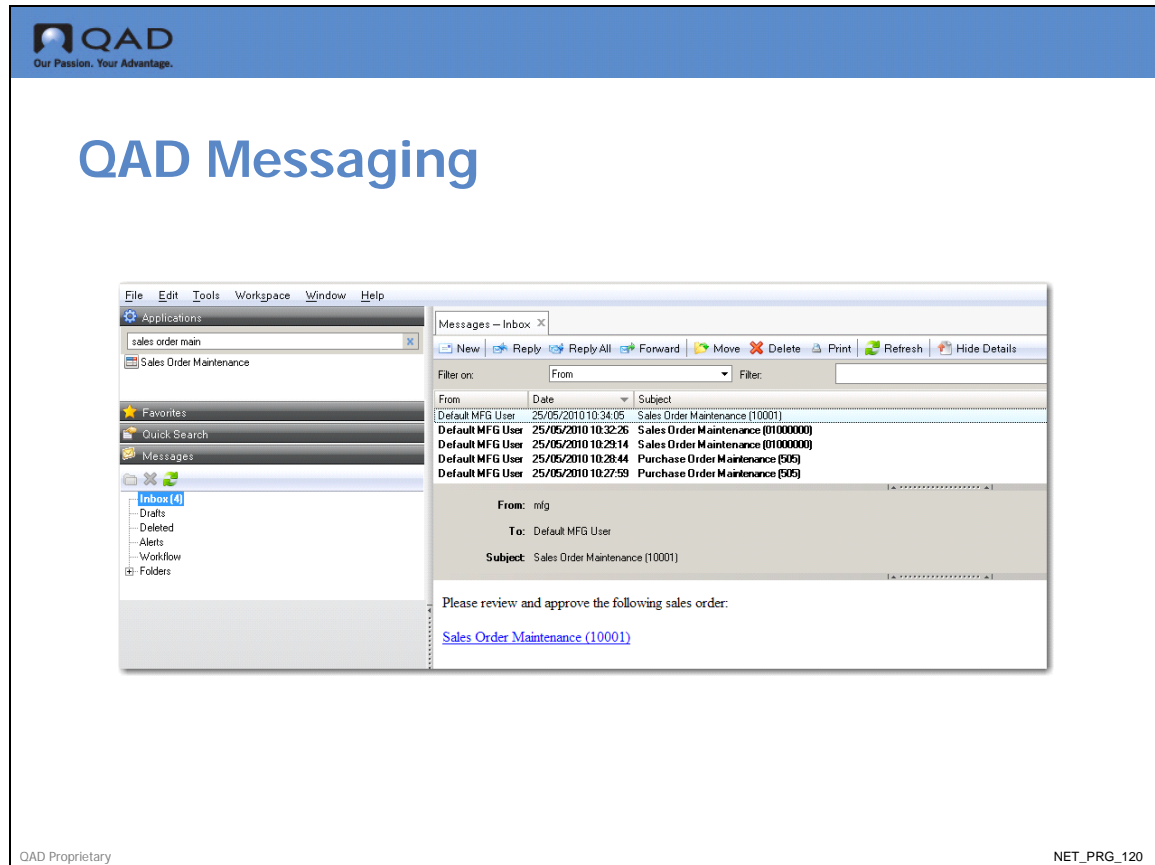 QAD
Our Passion. Your Advantage.
QAD Messaging
File Edit Tools Workspace Window Help
Applications
sales order main
Sales Order Maintenance
Favorites
Quick Search
Messages
Inbox (4)
Drafts
Deleted
Alerts
Workflow
Folders
Messages – Inbox
New Reply Reply All Forward Move Delete Print Refresh Hide Details
Filter on: From Filter:
From Date Subject
Default MFG User 25/05/2010 10:34:05 Sales Order Maintenance (10001)
Default MFG User 25/05/2010 10:32:26 Sales Order Maintenance (01000000)
Default MFG User 25/05/2010 10:29:14 Sales Order Maintenance (01000000)
Default MFG User 25/05/2010 10:28:44 Purchase Order Maintenance (505)
Default MFG User 25/05/2010 10:27:59 Purchase Order Maintenance (505)
From: mfg
To: Default MFG User
Subject: Sales Order Maintenance (10001)
Please review and approve the following sales order:
Sales Order Maintenance (10001)
QAD Proprietary
NET_PRG_120